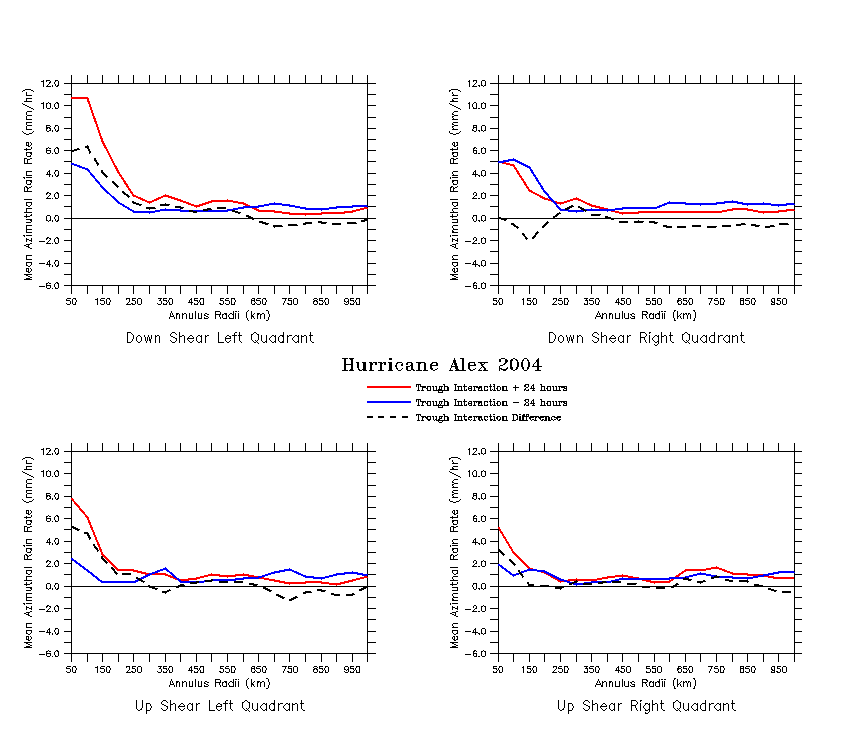 12.0 12.0
10.0 10.0
8.0 8.0
6.0 6.0
4.0 4.0
2.0 2.0
0.0 0.0
-2.0 -2.0
-4.0 -4.0
-6.0 -6.0
Mean Azimuthal Rain Rate (mm/hr) Mean Azimuthal Rain Rate (mm/hr)
50 150 250 350 450 550 650 750 850 950 50 150 250 350 450 550 650 750 850 950
Annulus Radii (km) Annulus Radii (km)
Down Shear Left Quadrant Down Shear Right Quadrant
Hurricane Alex 2004
Trough Interaction + 24 hours
Trough Interaction - 24 hours
Trough Interaction Difference
12.0 12.0
10.0 10.0
8.0 8.0
6.0 6.0
4.0 4.0
2.0 2.0
0.0 0.0
-2.0 -2.0
-4.0 -4.0
-6.0 -6.0
Mean Azimuthal Rain Rate (mm/hr) Mean Azimuthal Rain Rate (mm/hr)
50 150 250 350 450 550 650 750 850 950 50 150 250 350 450 550 650 750 850 950
Annulus Radii (km) Annulus Radii (km)
Up Shear Left Quadrant Up Shear Right Quadrant